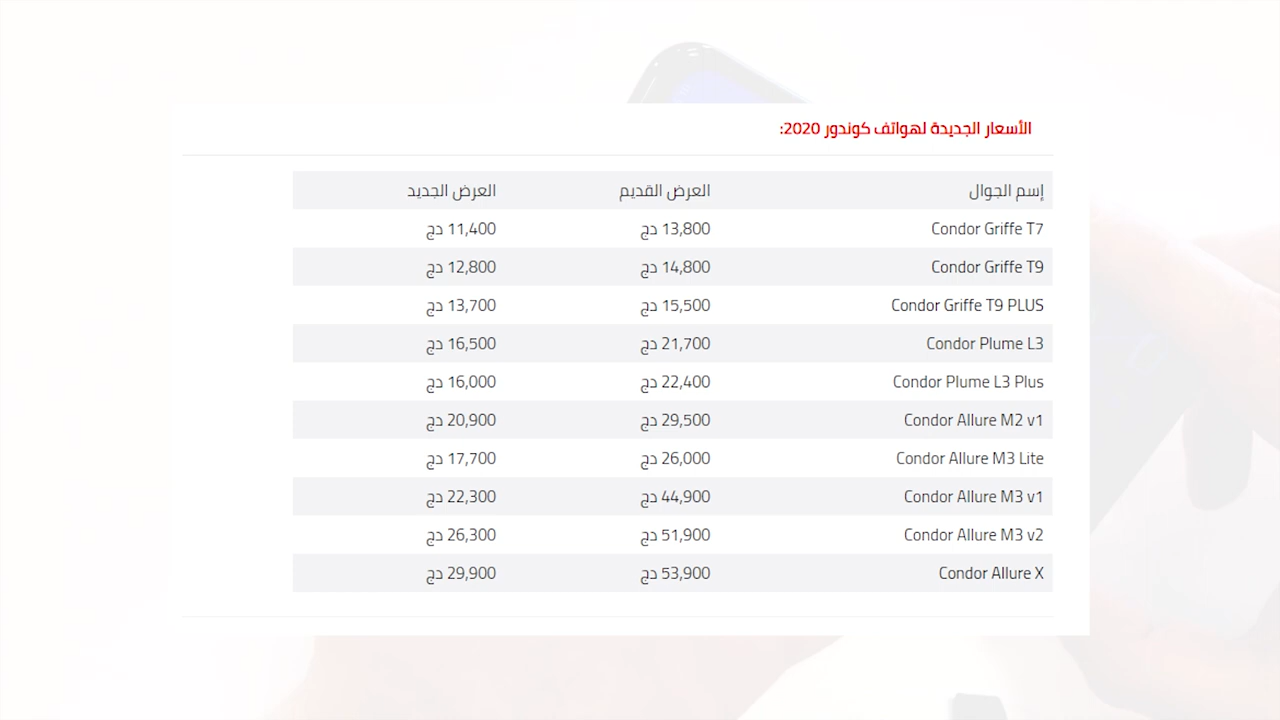 الأسعار الجديدة لهواتف كوندور 2020:
إسم الجوال العرض القديم العرض الجديد
Condor Griffe T7 13,800 دج 11,400 دج
Condor Griffe T9 14,800 دج 12,800 دج
Condor Griffe T9 PLUS 15,500 دج 13,700 دج
Condor Plume L3 21,700 دج 16,500 دج
Condor Plume L3 Plus 22,400 دج 16,000 دج
Condor Allure M2 v1 29,500 دج 20,900 دج
Condor Allure M3 Lite 26,000 دج 17,700 دج
Condor Allure M3 v1 44,900 دج 22,300 دج
Condor Allure M3 v2 51,900 دج 26,300 دج
Condor Allure X 53,900 دج 29,900 دج